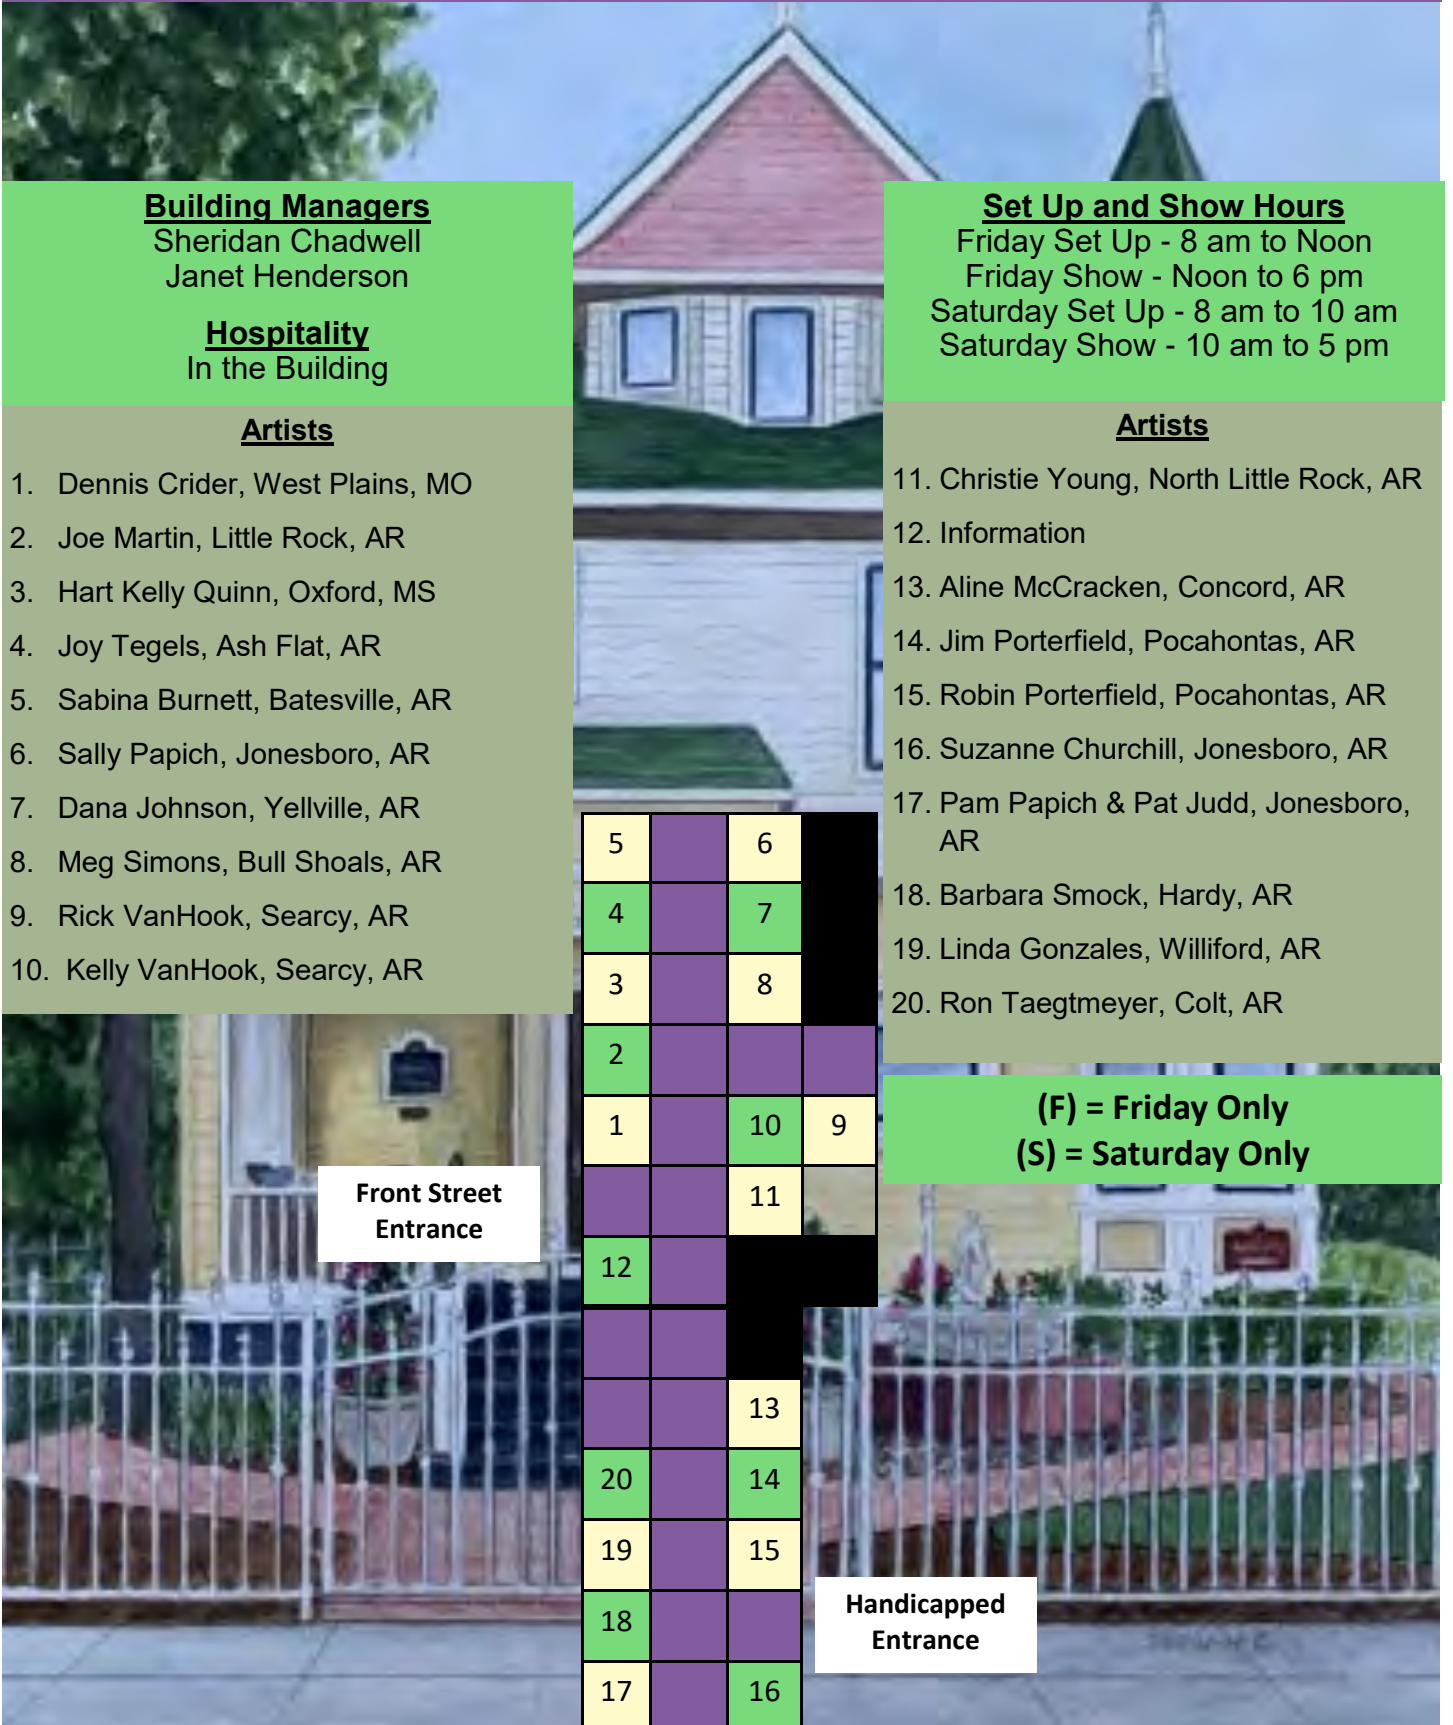 Building Managers
Sheridan Chadwell
Janet Henderson
Hospitality
In the Building
Artists
1. Dennis Crider, West Plains, MO
2. Joe Martin, Little Rock, AR
3. Hart Kelly Quinn, Oxford, MS
4. Joy Tegels, Ash Flat, AR
5. Sabina Burnett, Batesville, AR
6. Sally Papich, Jonesboro, AR
7. Dana Johnson, Yellville, AR
8. Meg Simons, Bull Shoals, AR
9. Rick VanHook, Searcy, AR
10. Kelly VanHook, Searcy, AR
Set Up and Show Hours
Friday Set Up - 8 am to Noon
Friday Show - Noon to 6 pm
Saturday Set Up - 8 am to 10 am
Saturday Show - 10 am to 5 pm
Artists
11. Christie Young, North Little Rock, AR
12. Information
13. Aline McCracken, Concord, AR
14. Jim Porterfield, Pocahontas, AR
15. Robin Porterfield, Pocahontas, AR
16. Suzanne Churchill, Jonesboro, AR
17. Pam Papich & Pat Judd, Jonesboro,
AR
18. Barbara Smock, Hardy, AR
19. Linda Gonzales, Williford, AR
20. Ron Taegtmeyer, Colt, AR
(F) = Friday Only
(S) = Saturday Only
5 6
4 7
3 8
2
1 10 9
11
12
13
20 14
19 15
18
17 16
Front Street
Entrance
Handicapped
Entrance